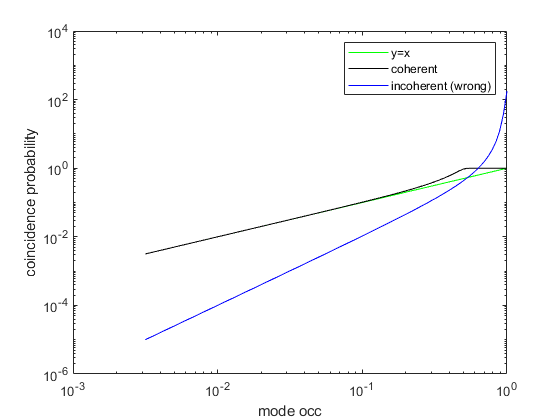 10^4
y=x
coherent
incoherent (wrong)
10^2
10^0
10^-2
10^-4
10^-6
coincidence probability
10^-3 10^-2 10^-1 10^0
mode occ